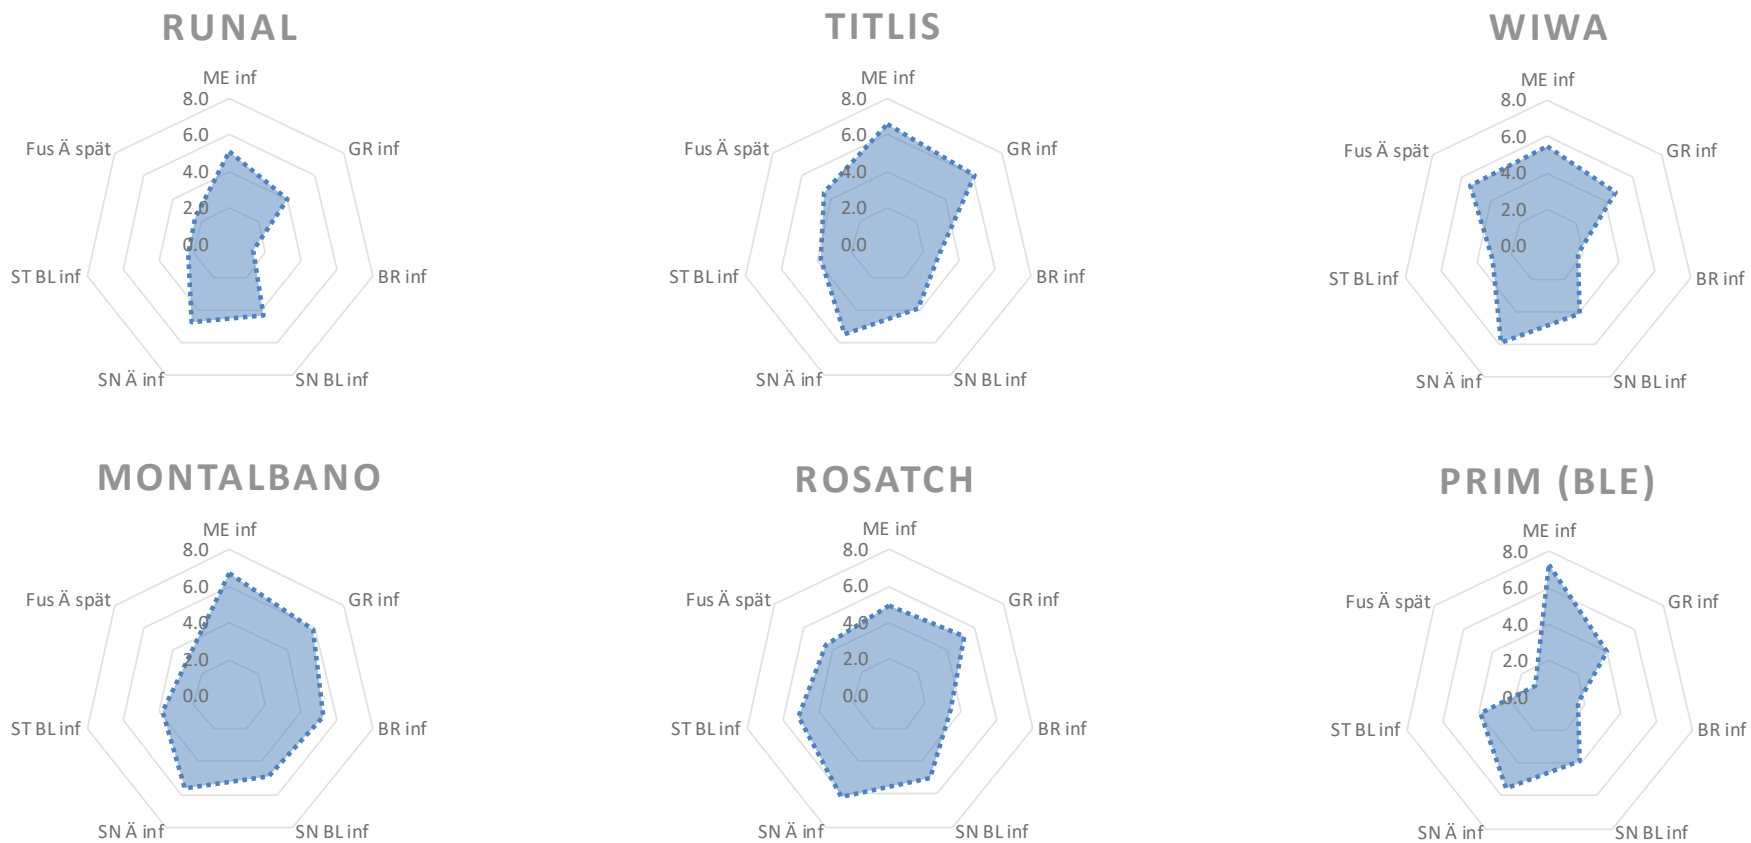 RUNAL
ME inf
8.0
6.0
4.0
2.0
0.0
Fus Ä spät
GR inf
ST BL inf
BR inf
SN Ä inf
SN BL inf
TITLIS
ME inf
8.0
6.0
4.0
2.0
0.0
Fus Ä spät
GR inf
ST BL inf
BR inf
SN Ä inf
SN BL inf
WIWA
ME inf
8.0
6.0
4.0
2.0
0.0
Fus Ä spät
GR inf
ST BL inf
BR inf
SN Ä inf
SN BL inf
MONTALBANO
ME inf
8.0
6.0
4.0
2.0
0.0
Fus Ä spät
GR inf
ST BL inf
BR inf
SN Ä inf
SN BL inf
ROSATCH
ME inf
8.0
6.0
4.0
2.0
0.0
Fus Ä spät
GR inf
ST BL inf
BR inf
SN Ä inf
SN BL inf
PRIM (BLE)
ME inf
8.0
6.0
4.0
2.0
0.0
Fus Ä spät
GR inf
ST BL inf
BR inf
SN Ä inf
SN BL inf